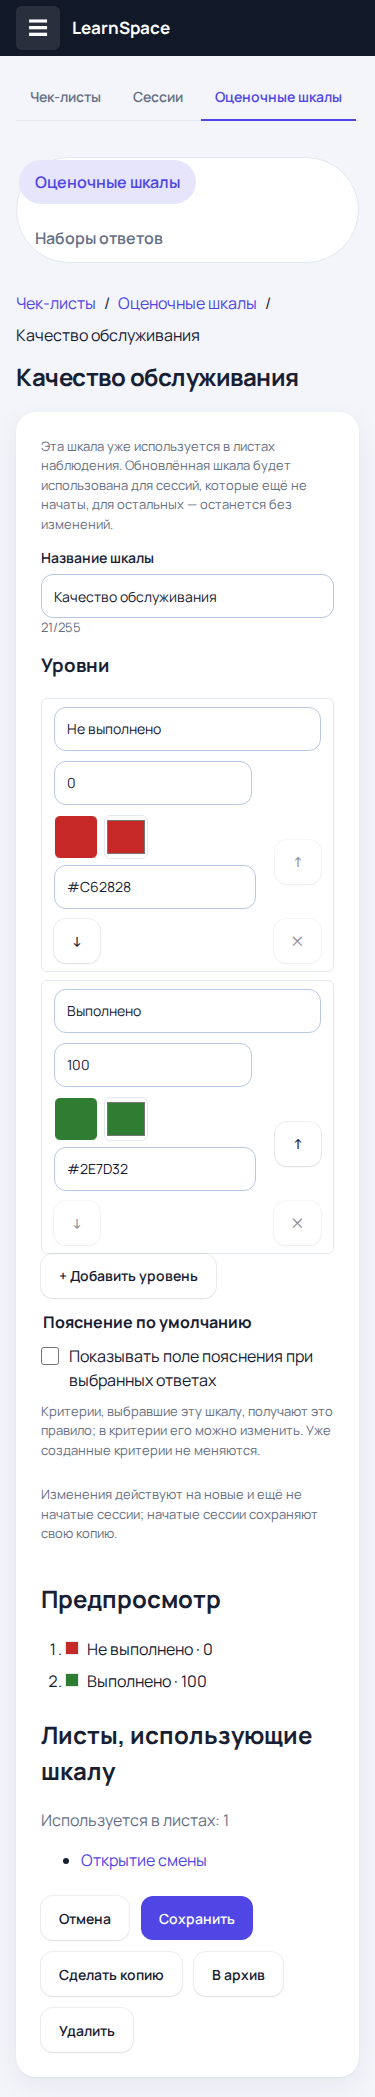 ☰ LearnSpace
Чек-листы Сессии Оценочные шкалы
Оценочные шкалы
Наборы ответов
Чек-листы / Оценочные шкалы /
Качество обслуживания
Качество обслуживания
Эта шкала уже используется в листах
наблюдения. Обновлённая шкала будет
использована для сессий, которые ещё не
начаты, для остальных — останется без
изменений.
Название шкалы
Качество обслуживания
21/255
Уровни
Не выполнено
0
↑
#C62828
↓ ×
Выполнено
100
↑
#2E7D32
↓ ×
+ Добавить уровень
Пояснение по умолчанию
Показывать поле пояснения при
выбранных ответах
Критерии, выбравшие эту шкалу, получают это
правило; в критерии его можно изменить. Уже
созданные критерии не меняются.
Изменения действуют на новые и ещё не
начатые сессии; начатые сессии сохраняют
свою копию.
Предпросмотр
1. Не выполнено · 0
2. Выполнено · 100
Листы, использующие
шкалу
Используется в листах: 1
• Открытие смены
Отмена Сохранить
Сделать копию В архив
Удалить